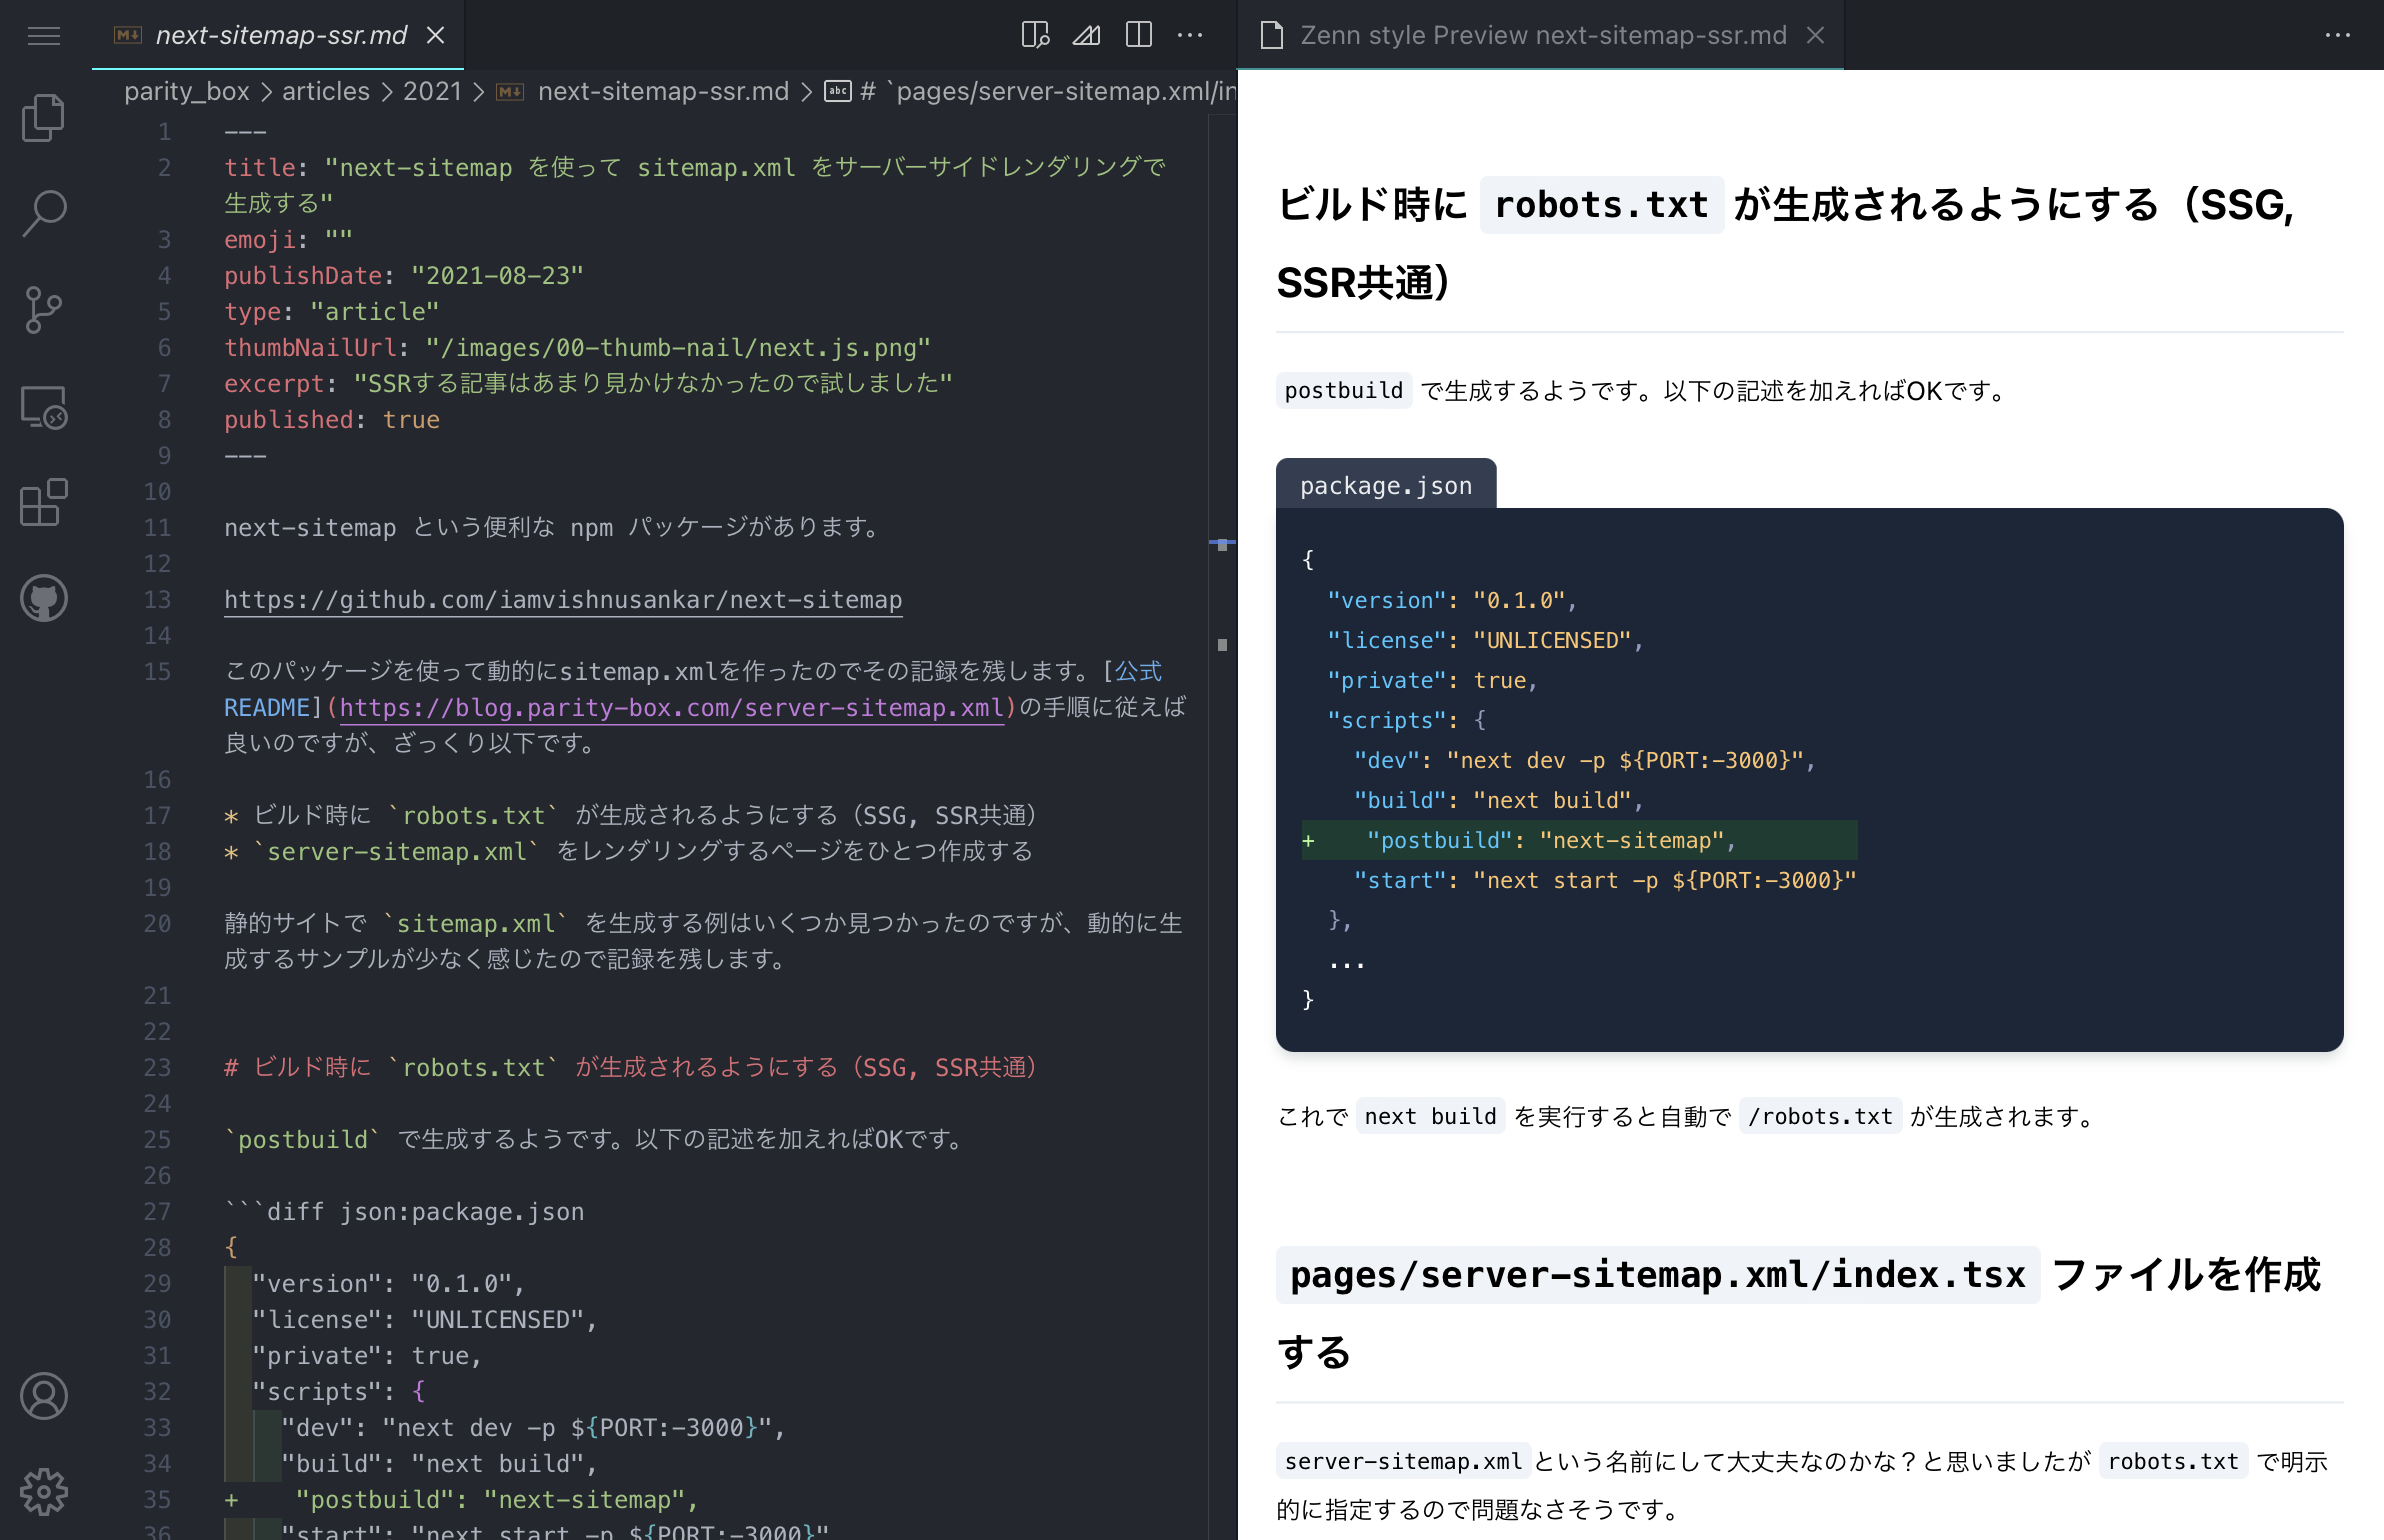 next-sitemap-ssr.md
parity_box > articles > 2021 > next-sitemap-ssr.md > # `pages/server-sitemap.xml/in
1 ---
2 title: "next-sitemap を使って sitemap.xml をサーバーサイドレンダリングで
生成する"
3 emoji: ""
4 publishDate: "2021-08-23"
5 type: "article"
6 thumbNailUrl: "/images/00-thumb-nail/next.js.png"
7 excerpt: "SSRする記事はあまり見かけなかったので試しました"
8 published: true
9 ---
10
11 next-sitemap という便利な npm パッケージがあります。
12
13 https://github.com/iamvishnusankar/next-sitemap
14
15 このパッケージを使って動的にsitemap.xmlを作ったのでその記録を残します。[公式
README](https://blog.parity-box.com/server-sitemap.xml)の手順に従えば
良いのですが、ざっくり以下です。
16
17 * ビルド時に `robots.txt` が生成されるようにする（SSG, SSR共通）
18 * `server-sitemap.xml` をレンダリングするページをひとつ作成する
19
20 静的サイトで `sitemap.xml` を生成する例はいくつか見つかったのですが、動的に生
成するサンプルが少なく感じたので記録を残します。
21
22
23 # ビルド時に `robots.txt` が生成されるようにする（SSG, SSR共通）
24
25 `postbuild` で生成するようです。以下の記述を加えればOKです。
26
27 ```diff json:package.json
28 {
29 "version": "0.1.0",
30 "license": "UNLICENSED",
31 "private": true,
32 "scripts": {
33 "dev": "next dev -p ${PORT:-3000}",
34 "build": "next build",
35 + "postbuild": "next-sitemap",
36 "start": "next start -p ${PORT:-3000}"
Zenn style Preview next-sitemap-ssr.md
ビルド時に robots.txt が生成されるようにする（SSG,
SSR共通）
postbuild で生成するようです。以下の記述を加えればOKです。
package.json
{
"version": "0.1.0",
"license": "UNLICENSED",
"private": true,
"scripts": {
"dev": "next dev -p ${PORT:-3000}",
"build": "next build",
+ "postbuild": "next-sitemap",
"start": "next start -p ${PORT:-3000}"
},
...
}
これで next build を実行すると自動で /robots.txt が生成されます。
pages/server-sitemap.xml/index.tsx ファイルを作成
する
server-sitemap.xml という名前にして大丈夫なのかな？と思いましたが robots.txt で明示
的に指定するので問題なさそうです。